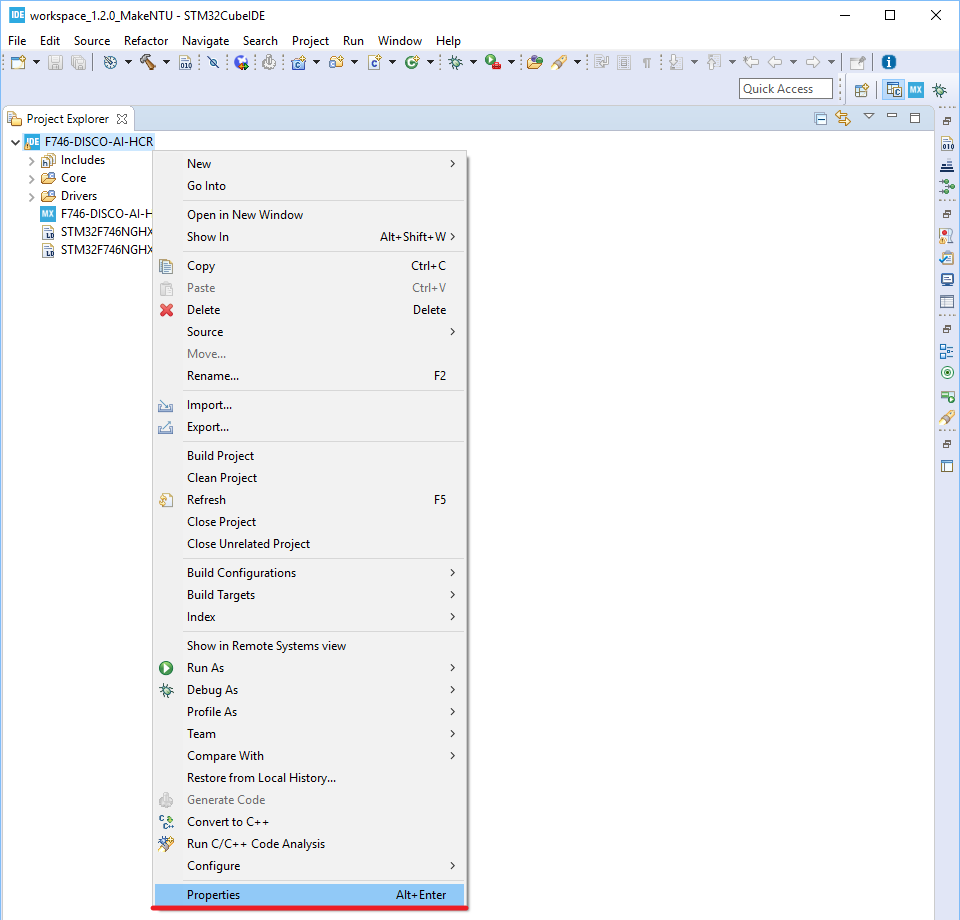 IDE workspace_1.2.0_MakeNTU - STM32CubeIDE
File Edit Source Refactor Navigate Search Project Run Window Help
Quick Access
MX
Project Explorer
IDE F746-DISCO-AI-HCR
Includes
Core
Drivers
MX F746-DISCO-AI-H
STM32F746NGHX
STM32F746NGHX
New
Go Into
Open in New Window
Show In Alt+Shift+W
Copy Ctrl+C
Paste Ctrl+V
Delete Delete
Source
Move...
Rename... F2
Import...
Export...
Build Project
Clean Project
Refresh F5
Close Project
Close Unrelated Project
Build Configurations
Build Targets
Index
Show in Remote Systems view
Run As
Debug As
Profile As
Team
Compare With
Restore from Local History...
Generate Code
Convert to C++
Run C/C++ Code Analysis
Configure
Properties Alt+Enter